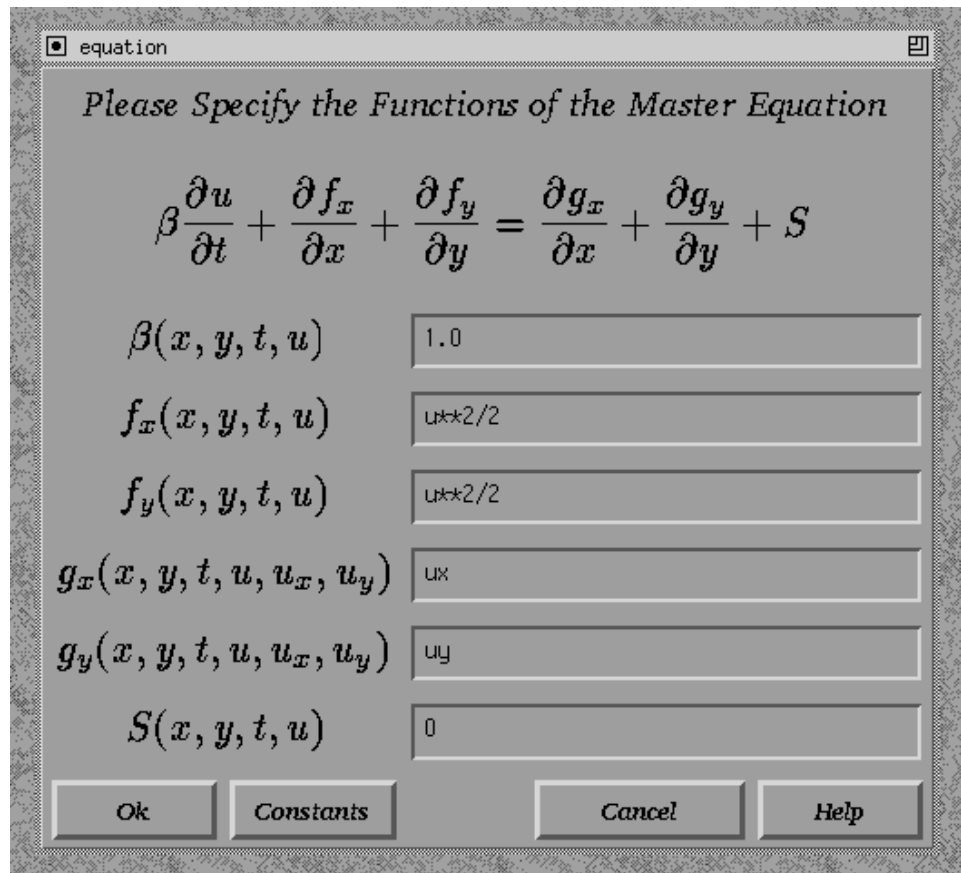 equation
Please Specify the Functions of the Master Equation
β ∂u/∂t + ∂f_x/∂x + ∂f_y/∂y = ∂g_x/∂x + ∂g_y/∂y + S
β(x, y, t, u) 1.0
f_x(x, y, t, u) u**2/2
f_y(x, y, t, u) u**2/2
g_x(x, y, t, u, u_x, u_y) ux
g_y(x, y, t, u, u_x, u_y) uy
S(x, y, t, u) 0
Ok Constants Cancel Help